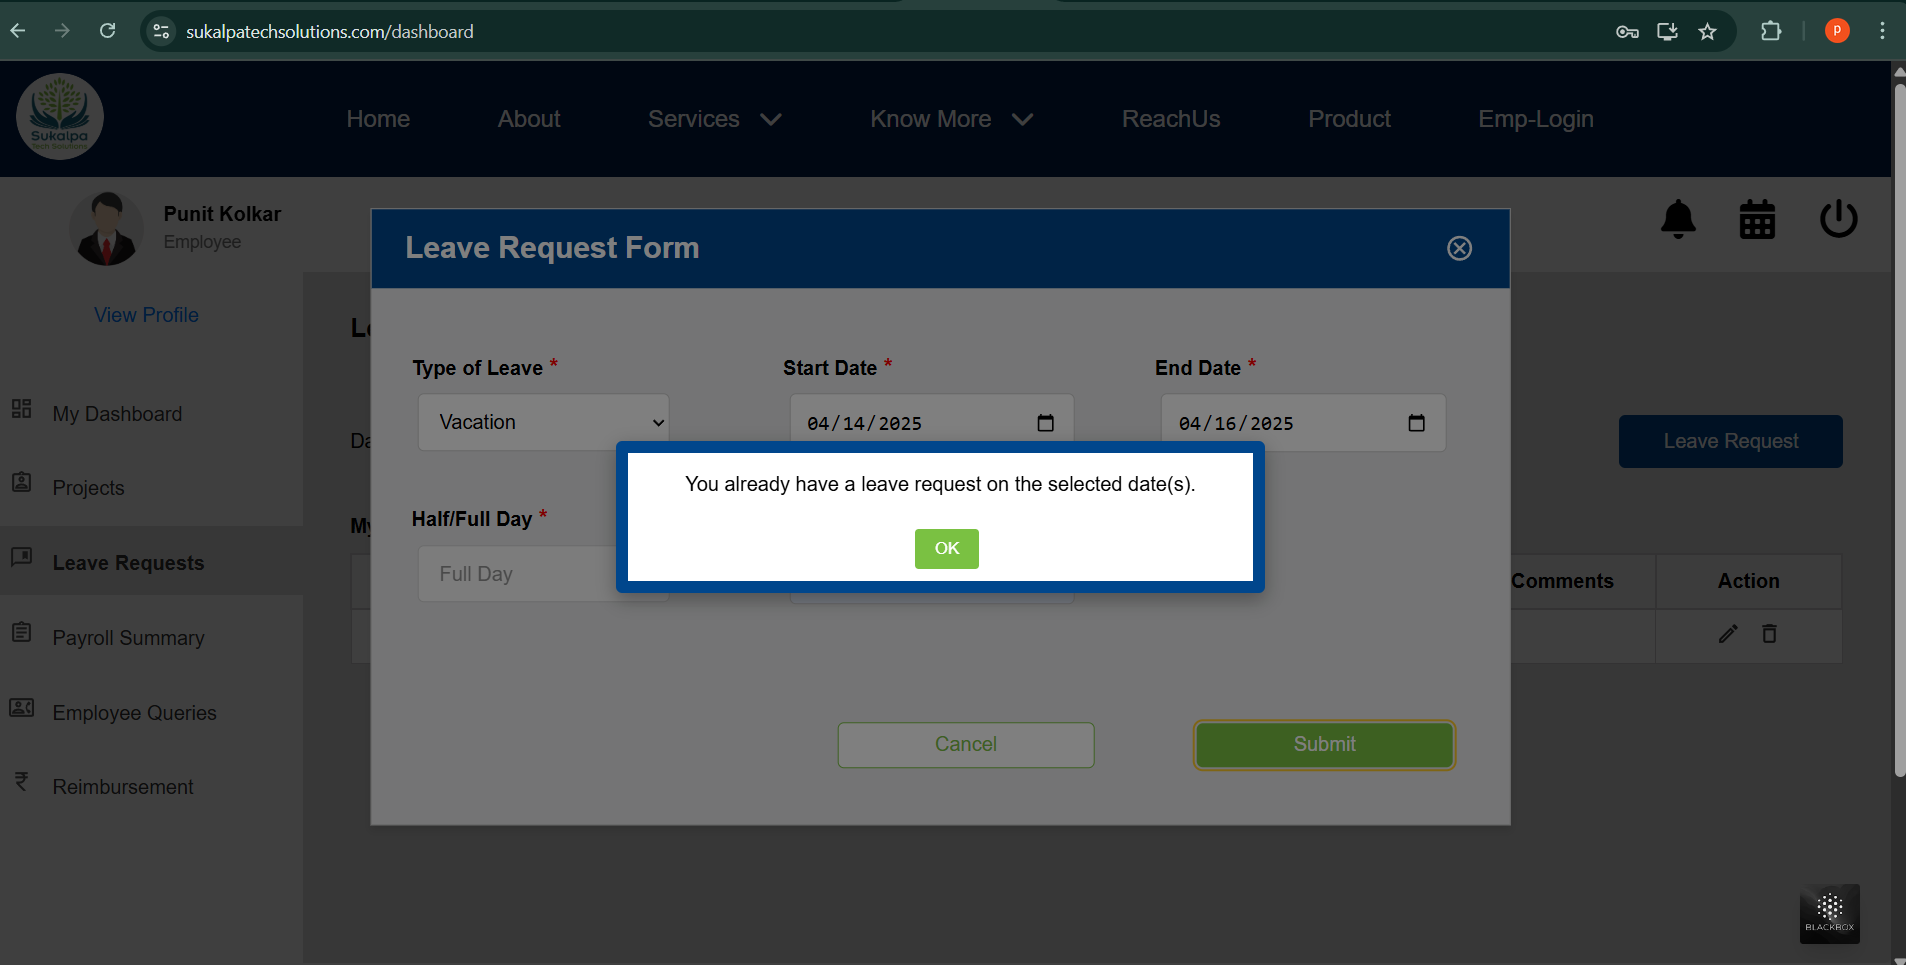 sukalpatechsolutions.com/dashboard
P
Sukalpa
Tech Solutions
Home
About
Services
Know More
ReachUs
Product
Emp-Login
Punit Kolkar
Employee
View Profile
My Dashboard
Projects
Leave Requests
Payroll Summary
Employee Queries
Reimbursement
Leave Request Form
Type of Leave *
Start Date *
End Date *
Vacation
04/14/2025
04/16/2025
Leave Request
You already have a leave request on the selected date(s).
OK
Half/Full Day *
Full Day
Comments
Action
Cancel
Submit
BLACKBOX